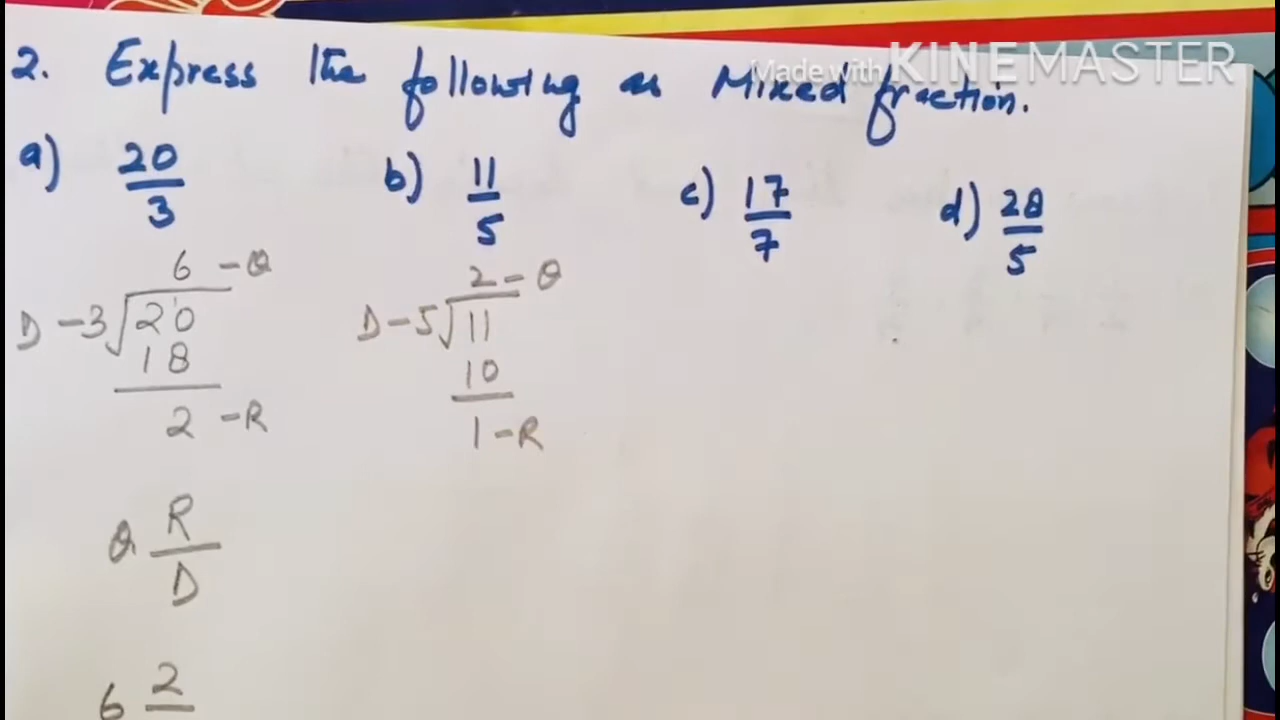 Made with KINEMASTER
2. Express the following as Mixed fraction.
a) 20/3 b) 11/5 c) 17/7 d) 28/5
6 - Q 2 - Q
D - 3 √20 D - 5 √11
18 10
2 - R 1 - R
Q R/D
6 2